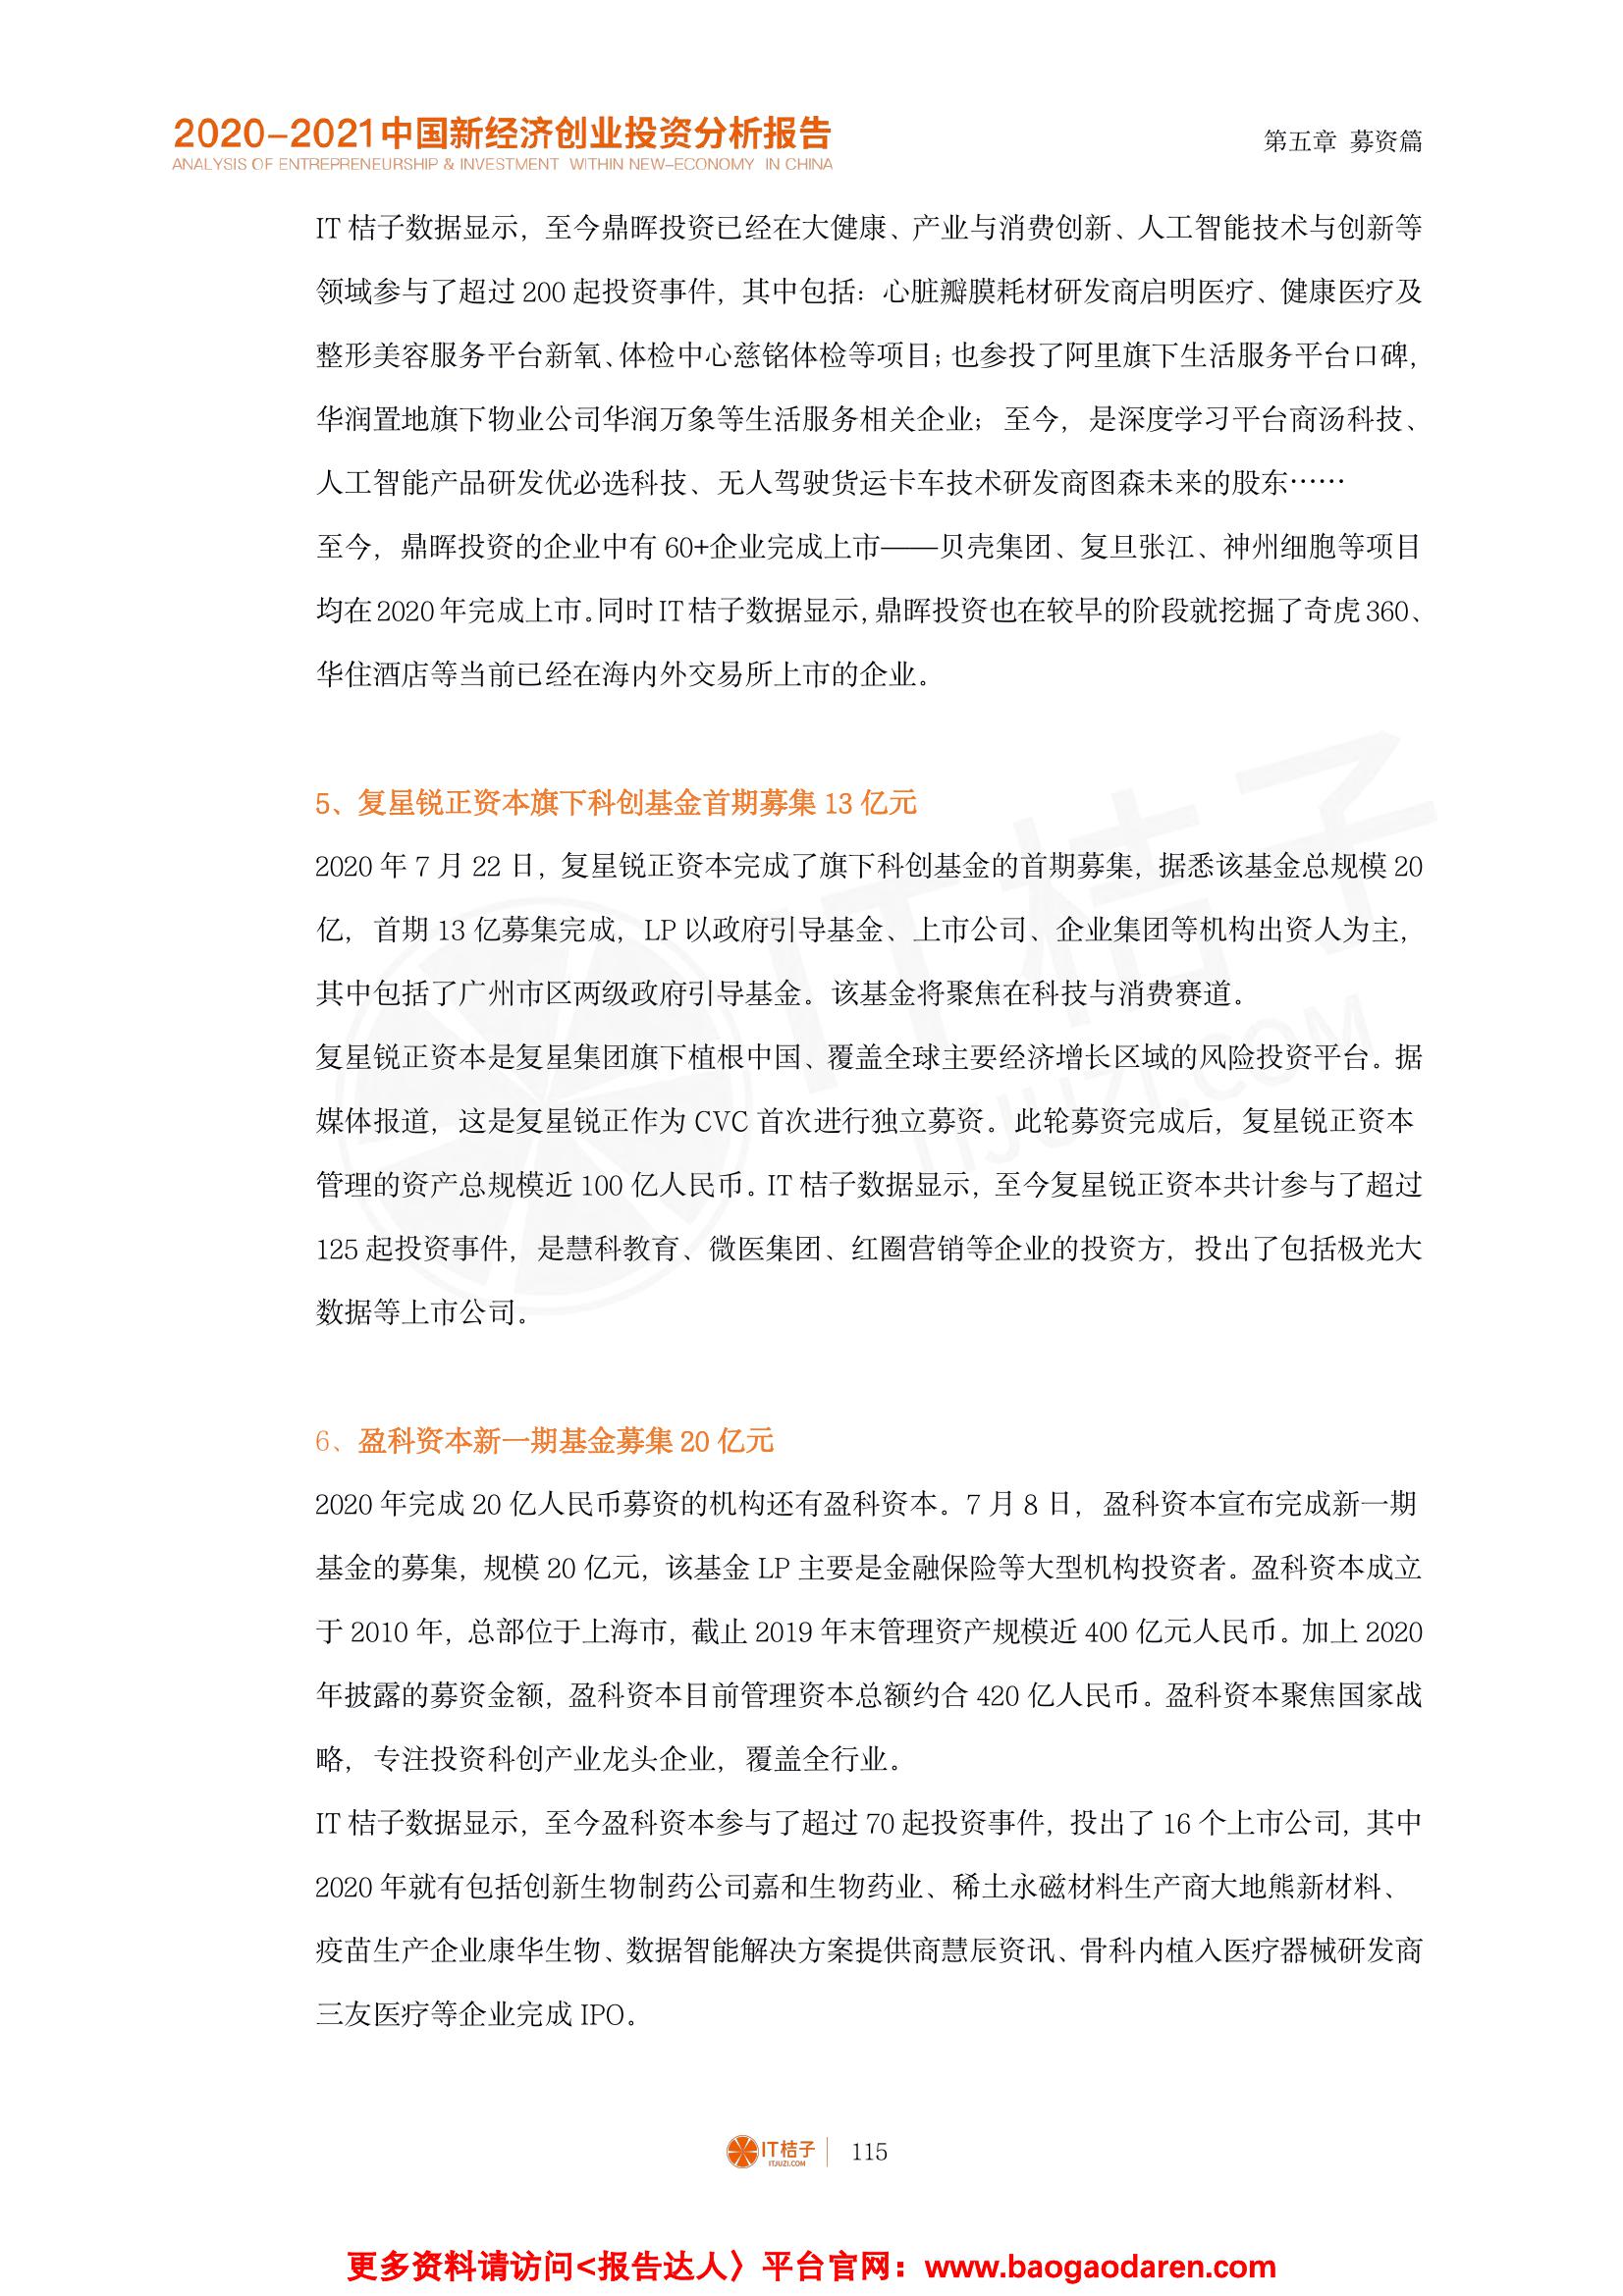 2020-2021中国新经济创业投资分析报告
ANALYSIS OF ENTREPRENEURSHIP & INVESTMENT WITHIN NEW-ECONOMY IN CHINA
第五章 募资篇
IT 桔子数据显示，至今鼎晖投资已经在大健康、产业与消费创新、人工智能技术与创新等
领域参与了超过 200 起投资事件，其中包括：心脏瓣膜耗材研发商启明医疗、健康医疗及
整形美容服务平台新氧、体检中心慈铭体检等项目；也参投了阿里旗下生活服务平台口碑，
华润置地旗下物业公司华润万象等生活服务相关企业；至今，是深度学习平台商汤科技、
人工智能产品研发优必选科技、无人驾驶货运卡车技术研发商图森未来的股东……
至今，鼎晖投资的企业中有 60+企业完成上市——贝壳集团、复旦张江、神州细胞等项目
均在 2020 年完成上市。同时 IT 桔子数据显示，鼎晖投资也在较早的阶段就挖掘了奇虎 360、
华住酒店等当前已经在海内外交易所上市的企业。
5、复星锐正资本旗下科创基金首期募集 13 亿元
2020 年 7 月 22 日，复星锐正资本完成了旗下科创基金的首期募集，据悉该基金总规模 20
亿，首期 13 亿募集完成，LP 以政府引导基金、上市公司、企业集团等机构出资人为主，
其中包括了广州市区两级政府引导基金。该基金将聚焦在科技与消费赛道。
复星锐正资本是复星集团旗下植根中国、覆盖全球主要经济增长区域的风险投资平台。据
媒体报道，这是复星锐正作为 CVC 首次进行独立募资。此轮募资完成后，复星锐正资本
管理的资产总规模近 100 亿人民币。IT 桔子数据显示，至今复星锐正资本共计参与了超过
125 起投资事件，是慧科教育、微医集团、红圈营销等企业的投资方，投出了包括极光大
数据等上市公司。
6、盈科资本新一期基金募集 20 亿元
2020 年完成 20 亿人民币募资的机构还有盈科资本。7 月 8 日，盈科资本宣布完成新一期
基金的募集，规模 20 亿元，该基金 LP 主要是金融保险等大型机构投资者。盈科资本成立
于 2010 年，总部位于上海市，截止 2019 年末管理资产规模近 400 亿元人民币。加上 2020
年披露的募资金额，盈科资本目前管理资本总额约合 420 亿人民币。盈科资本聚焦国家战
略，专注投资科创产业龙头企业，覆盖全行业。
IT 桔子数据显示，至今盈科资本参与了超过 70 起投资事件，投出了 16 个上市公司，其中
2020 年就有包括创新生物制药公司嘉和生物药业、稀土永磁材料生产商大地熊新材料、
疫苗生产企业康华生物、数据智能解决方案提供商慧辰资讯、骨科内植入医疗器械研发商
三友医疗等企业完成 IPO。
IT桔子
ITJUZI.COM
IT桔子
ITJUZI.COM
115
更多资料请访问<报告达人〉平台官网：www.baogaodaren.com